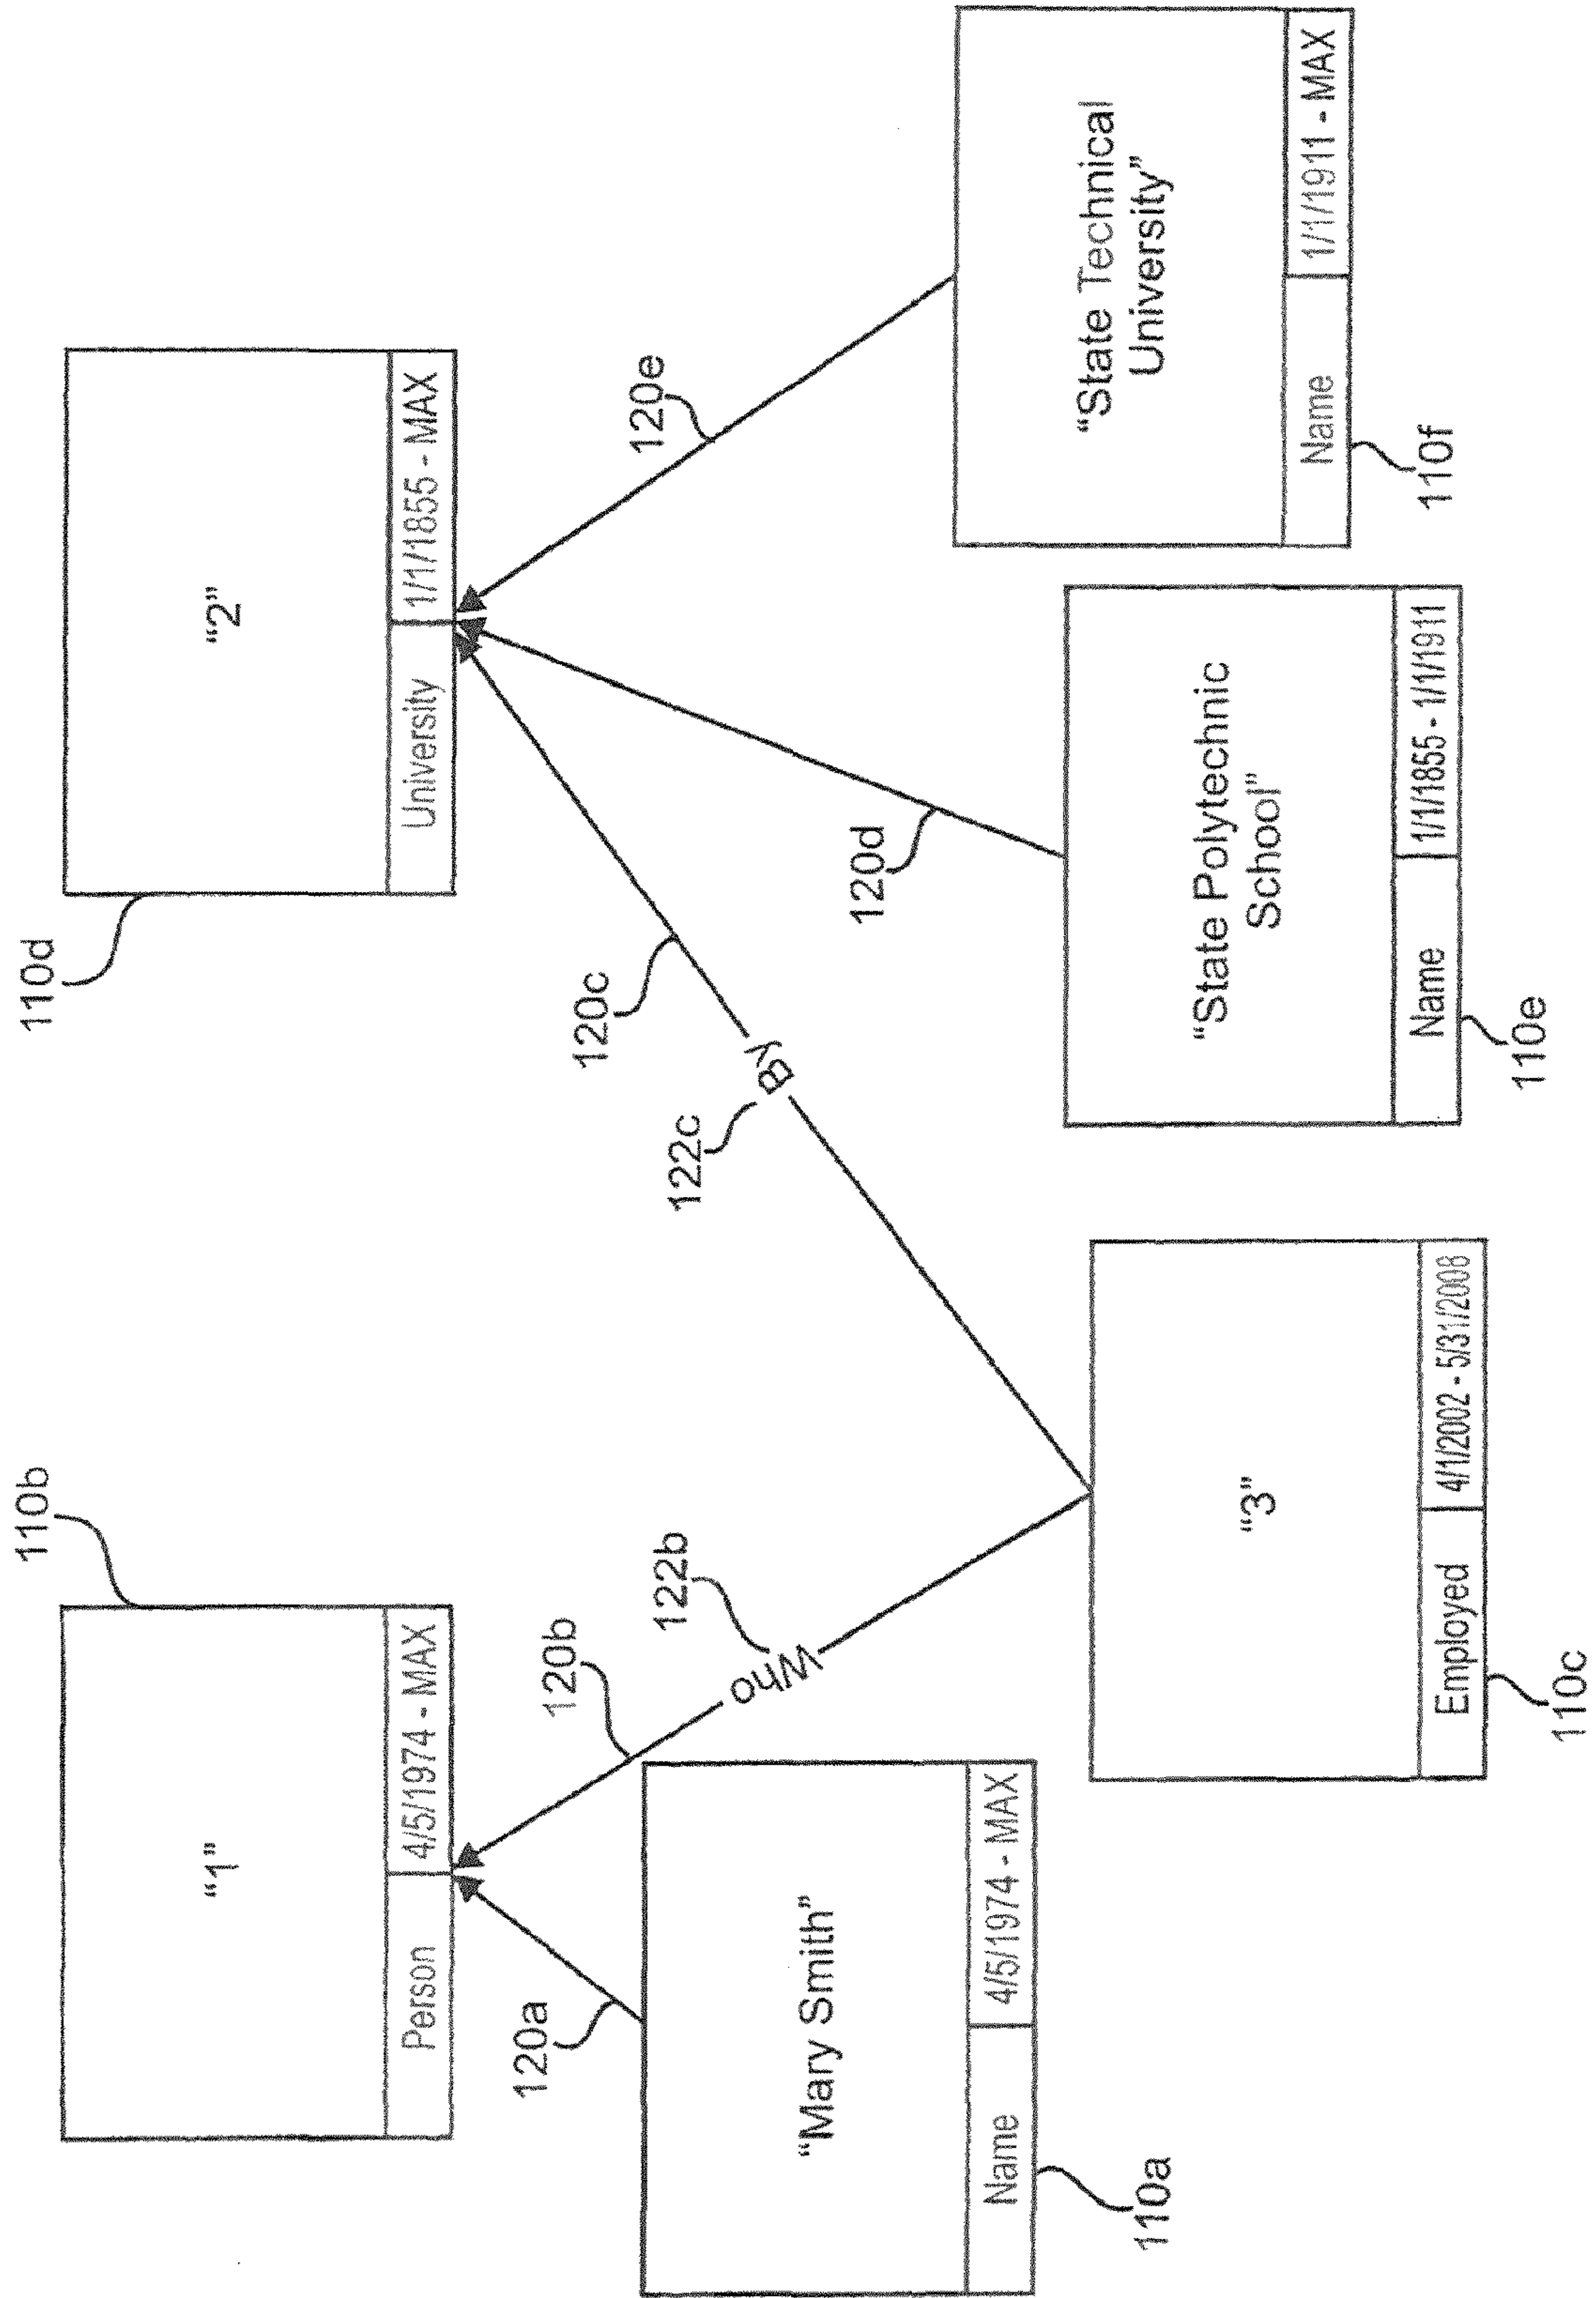 110b
110d
"1"
Person
4/5/1974 - MAX
"2"
University
1/1/1855 - MAX
120a
120b
122b
Who
120c
122c
By
120d
120e
"Mary Smith"
Name
4/5/1974 - MAX
110a
"3"
Employed
4/1/2002 - 5/31/2008
110c
"State Polytechnic
School"
Name
1/1/1855 - 1/1/1911
110e
"State Technical
University"
Name
1/1/1911 - MAX
110f